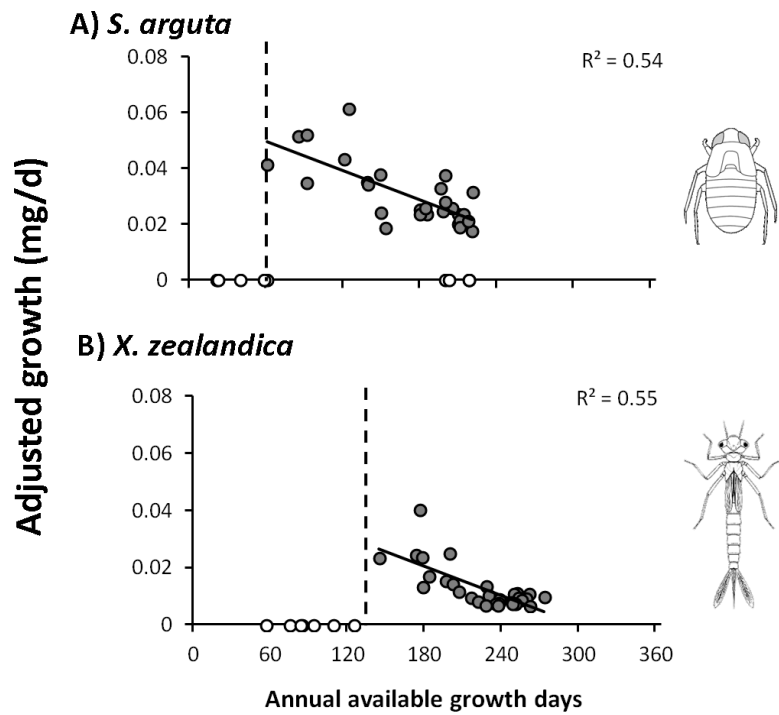 A) S. arguta
R² = 0.54
0.08
0.06
0.04
0.02
0
Adjusted growth (mg/d)
B) X. zealandica
R² = 0.55
0.08
0.06
0.04
0.02
0
0 60 120 180 240 300 360
Annual available growth days